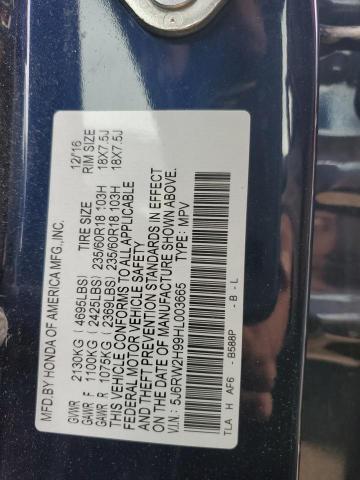 MFD.BY HONDA OF AMERICA MFG.,INC. 12/16
GVWR 2130KG (4695LBS) TIRE SIZE RIM SIZE
GAWR F 1100KG (2425LBS) 235/60R18 103H 18X7.5J
GAWR R 1075KG (2369LBS) 235/60R18 103H 18X7.5J
THIS VEHICLE CONFORMS TO ALL APPLICABLE
FEDERAL MOTOR VEHICLE SAFETY
AND THEFT PREVENTION STANDARDS IN EFFECT
ON THE DATE OF MANUFACTURE SHOWN ABOVE.
V.I.N.: 5J6RW2H99HL003665 TYPE: MPV
TLA H AF6 -B588P -B -L